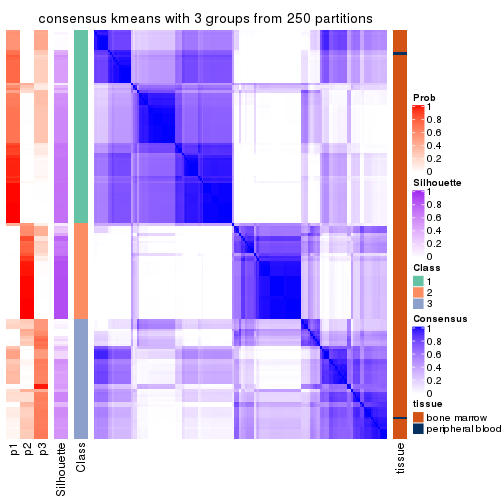 consensus kmeans with 3 groups from 250 partitions
Prob
1
0.8
0.6
0.4
0.2
0
Silhouette
1
0.8
0.6
0.4
0.2
0
Class
1
2
3
Consensus
1
0.8
0.6
0.4
0.2
0
tissue
bone marrow
peripheral blood
p1
p2
p3
Silhouette
Class
tissue